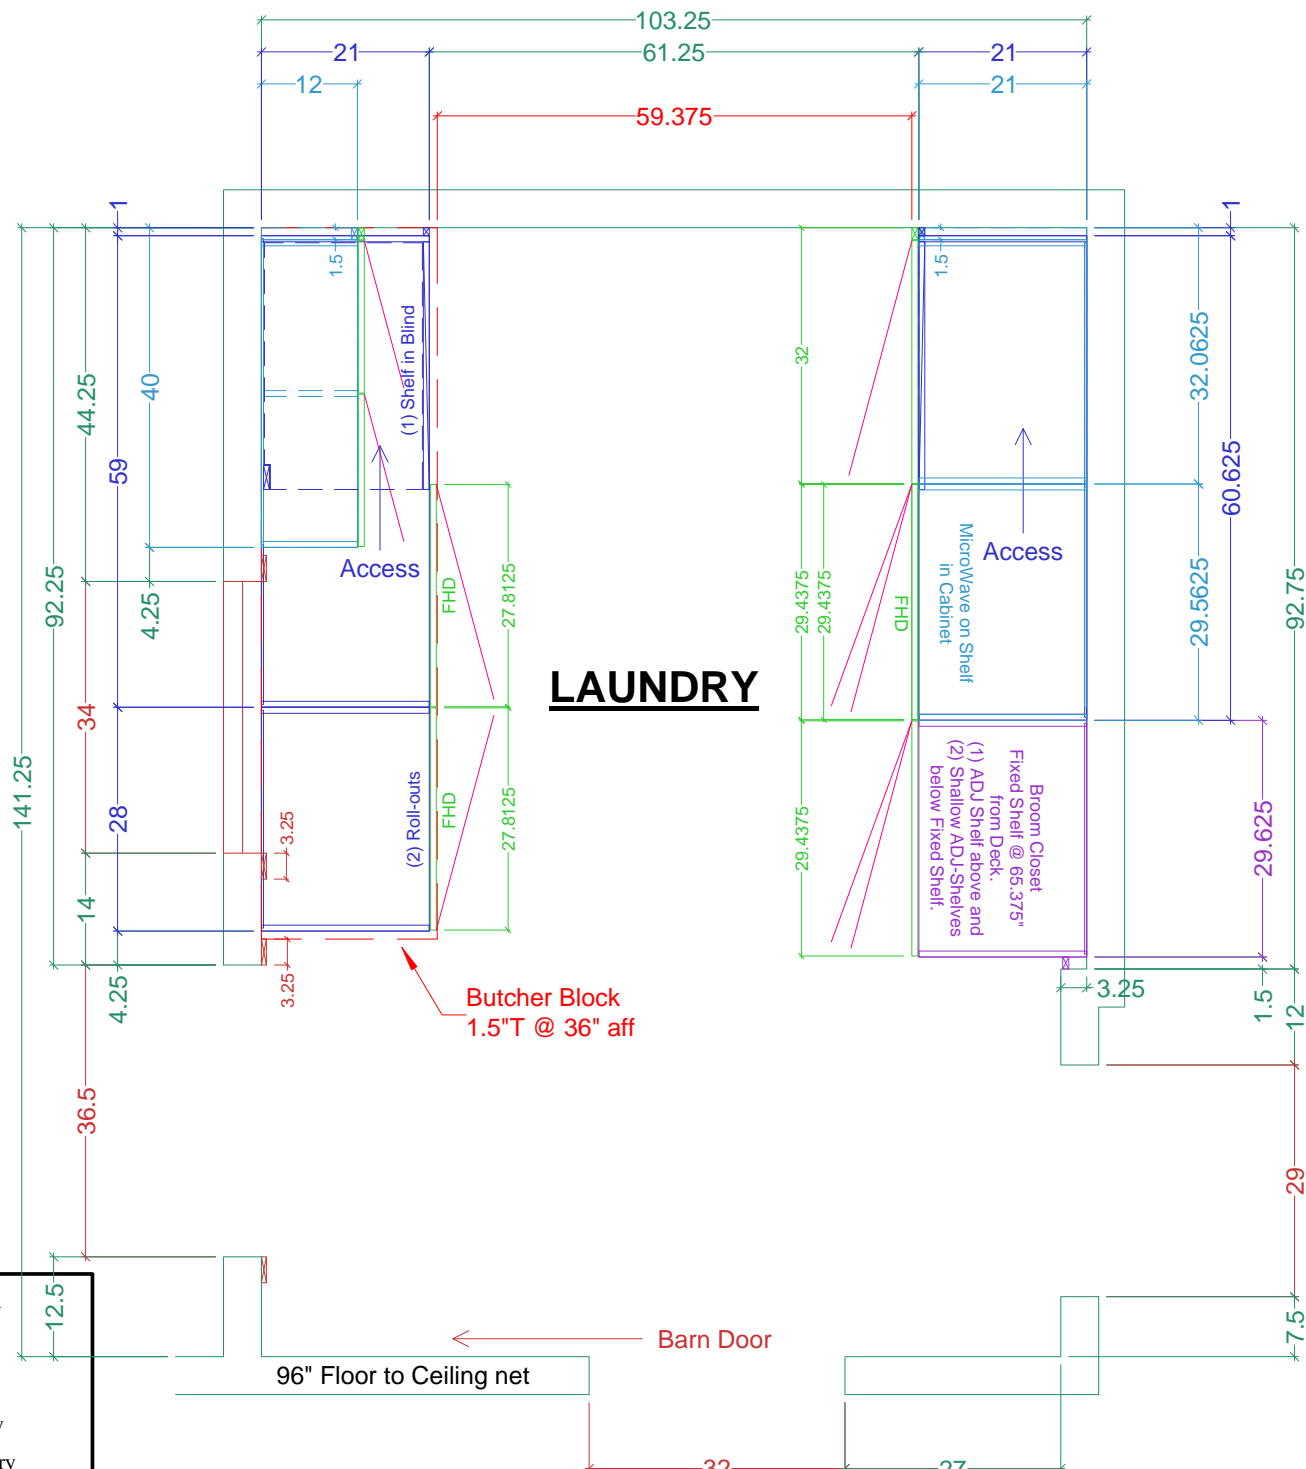 103.25
21
61.25
21
12
21
59.375
1
1
1.5
1.5
(1) Shelf in Blind
32
32.0625
40
44.25
59
60.625
Access
Access
MicroWave on Shelf
in Cabinet
FHD
27.8125
29.4375
29.4375
FHD
29.5625
92.25
4.25
92.75
LAUNDRY
34
141.25
28
3.25
(2) Roll-outs
FHD
27.8125
29.4375
Broom Closet
Fixed Shelf @ 65.375"
from Deck.
(1) ADJ Shelf above and
(2) Shallow ADJ-Shelves
below Fixed Shelf.
29.625
14
4.25
3.25
Butcher Block
1.5"T @ 36" aff
3.25
1.5
12
36.5
29
12.5
Barn Door
7.5
96" Floor to Ceiling net
32
27